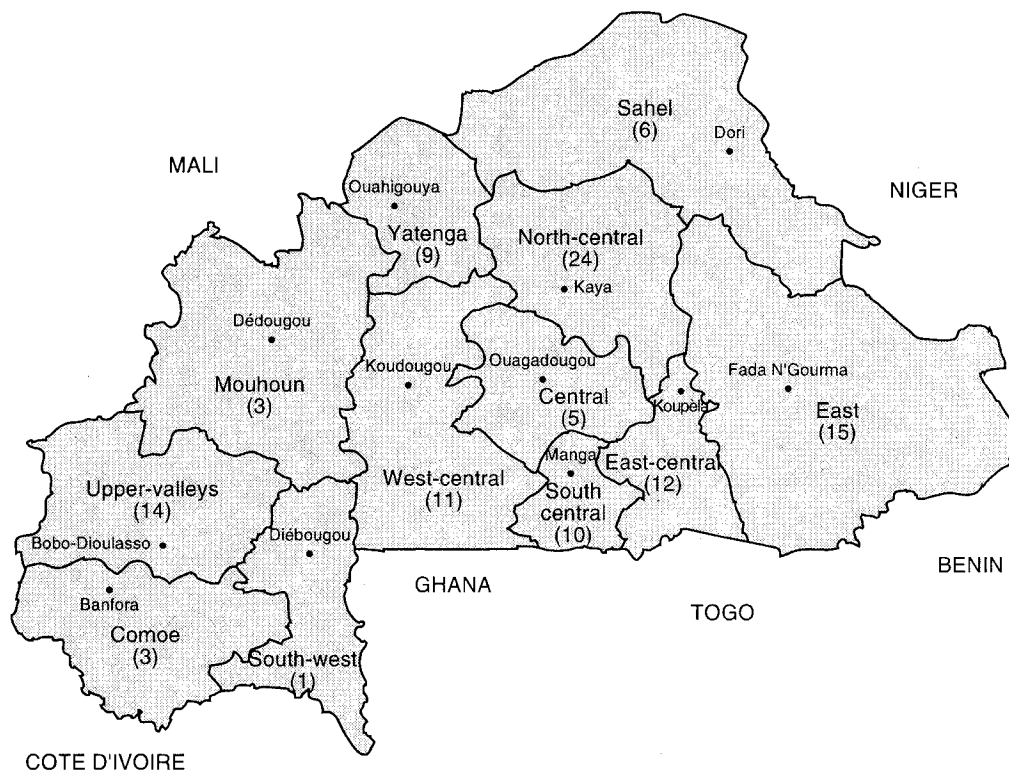 Sahel
(6)
Dori
MALI
NIGER
Ouahigouya
Yatenga
(9)
North-central
(24)
Kaya
Dédougou
Mouhoun
(3)
Koudougou
Ouagadougou
Central
(5)
Koupèla
Fada N'Gourma
East
(15)
Upper-valleys
(14)
Bobo-Dioulasso
West-central
(11)
Manga
South
central
(10)
East-central
(12)
Diébougou
BENIN
GHANA
TOGO
Banfora
Comoe
(3)
South-west
(1)
COTE D'IVOIRE